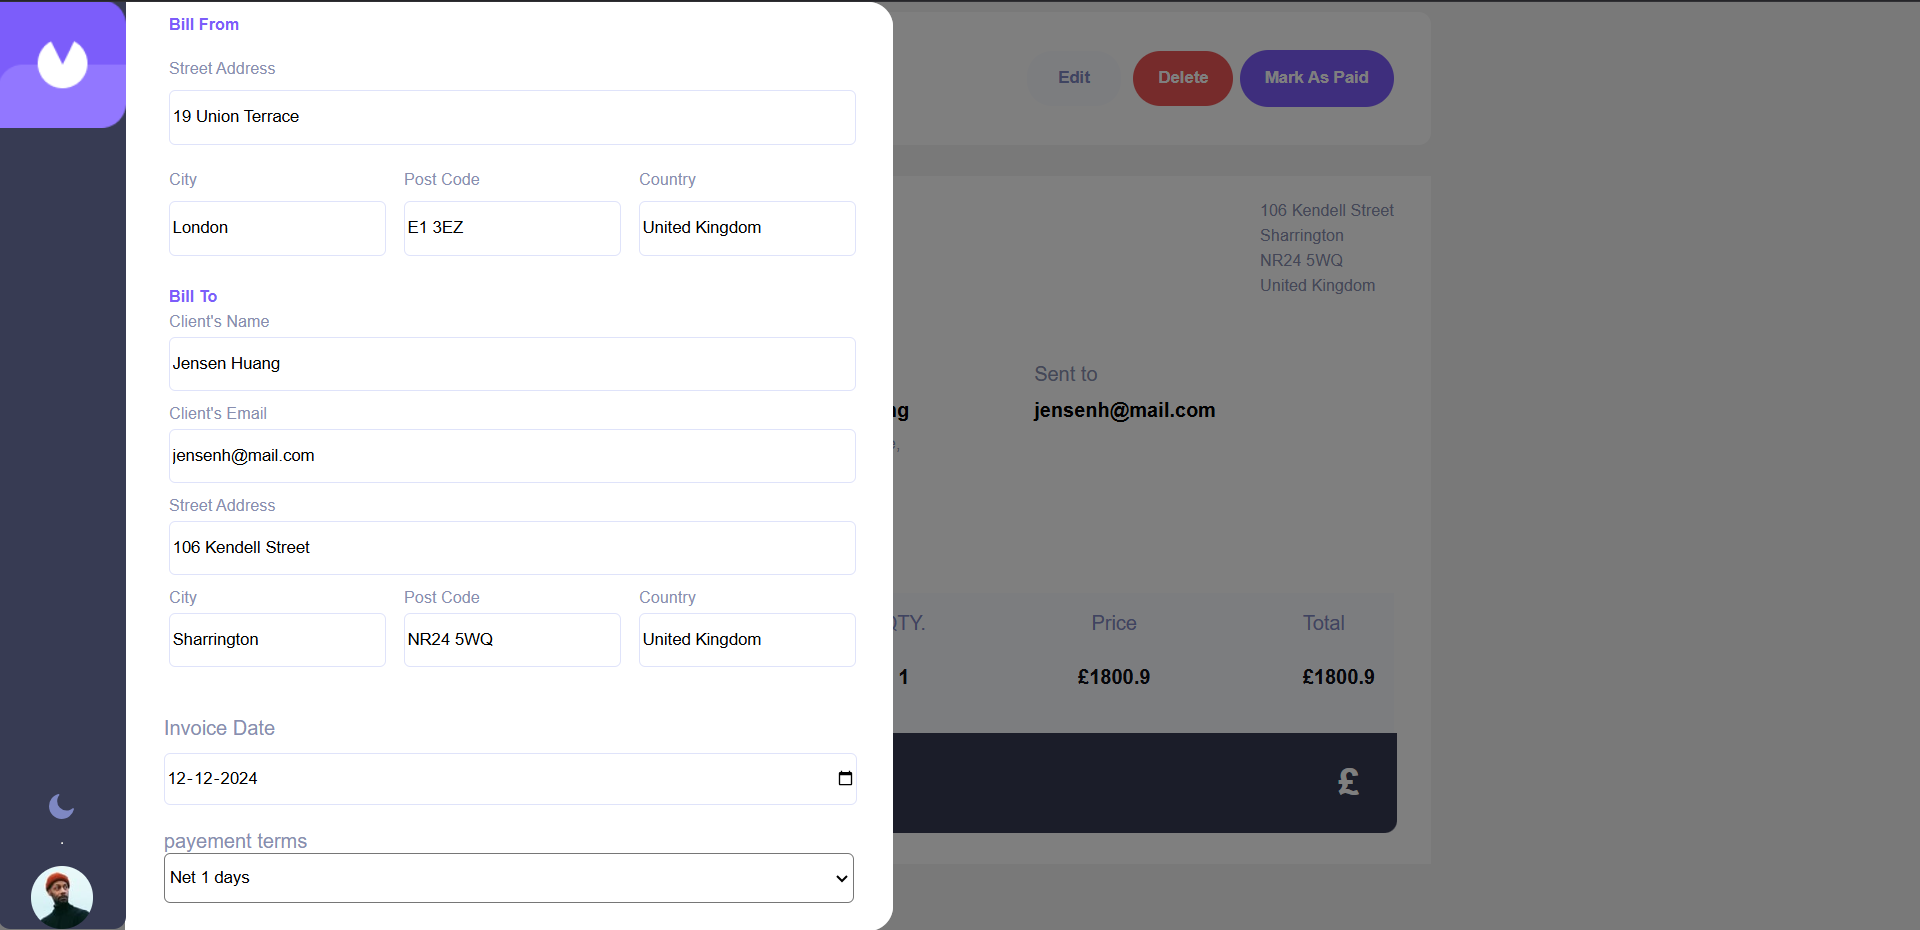 Bill From
Street Address
19 Union Terrace
City Post Code Country
London E1 3EZ United Kingdom
Bill To
Client's Name
Jensen Huang
Client's Email
jensenh@mail.com
Street Address
106 Kendell Street
City Post Code Country
Sharrington NR24 5WQ United Kingdom
Invoice Date
12-12-2024
payement terms
Net 1 days
Edit Delete Mark As Paid
106 Kendell Street
Sharrington
NR24 5WQ
United Kingdom
Sent to
jensenh@mail.com
QTY. Price Total
1 £1800.9 £1800.9
£